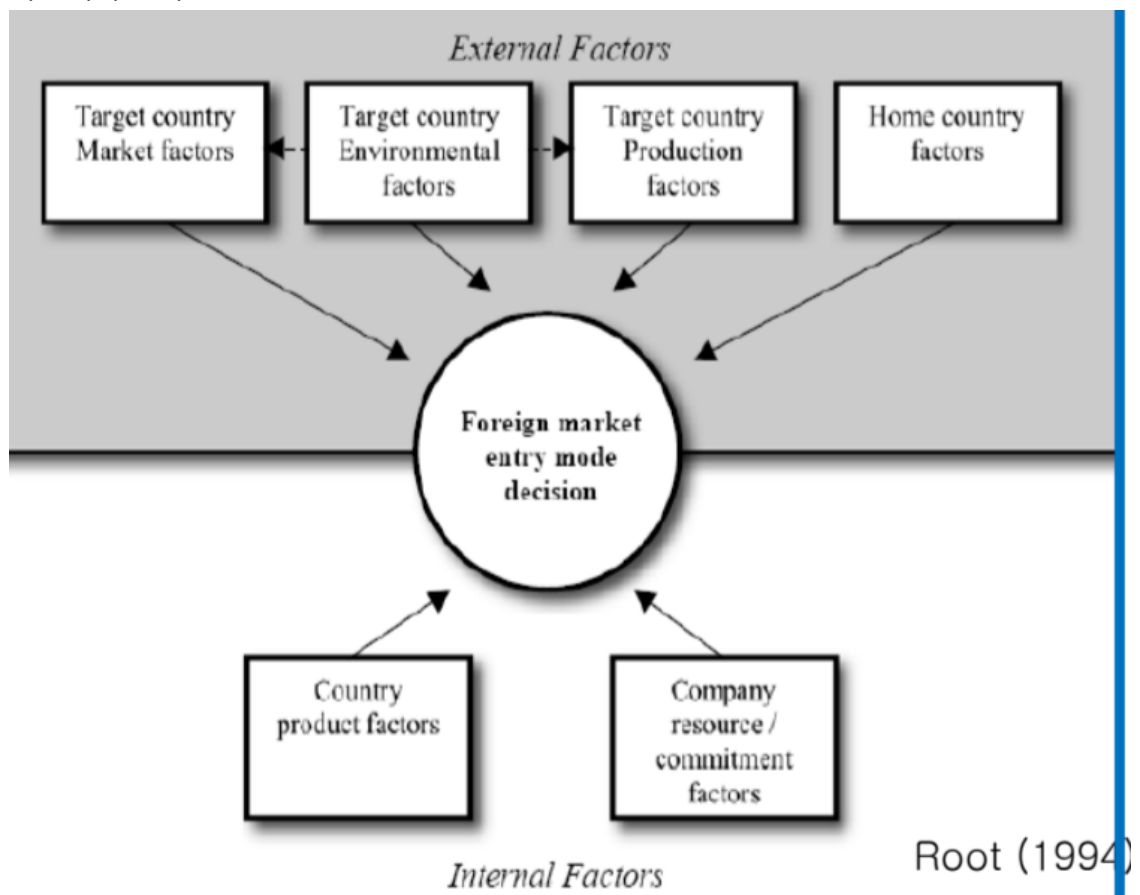 External Factors
Target country
Market factors
Target country
Environmental
factors
Target country
Production
factors
Home country
factors
Foreign market
entry mode
decision
Country
product factors
Company
resource /
commitment
factors
Root (1994)
Internal Factors